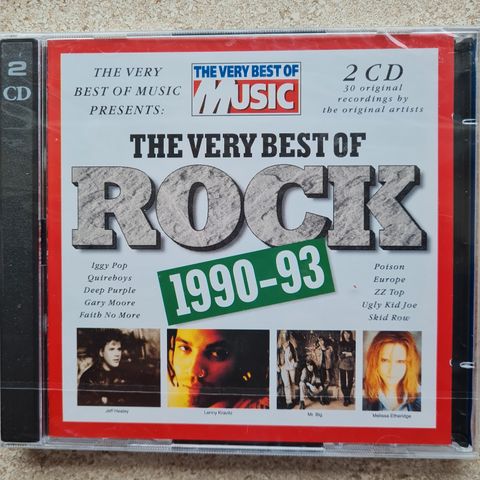 2
CD
THE VERY
BEST OF MUSIC
PRESENTS:
THE VERY BEST OF
MUSIC
2 CD
30 original
recordings by
the original artists
THE VERY BEST OF
ROCK
1990-93
Iggy Pop
Quireboys
Deep Purple
Gary Moore
Faith No More
Poison
Europe
ZZ Top
Ugly Kid Joe
Skid Row
Jeff Healey
Lenny Kravitz
Mr. Big
Melissa Etheridge